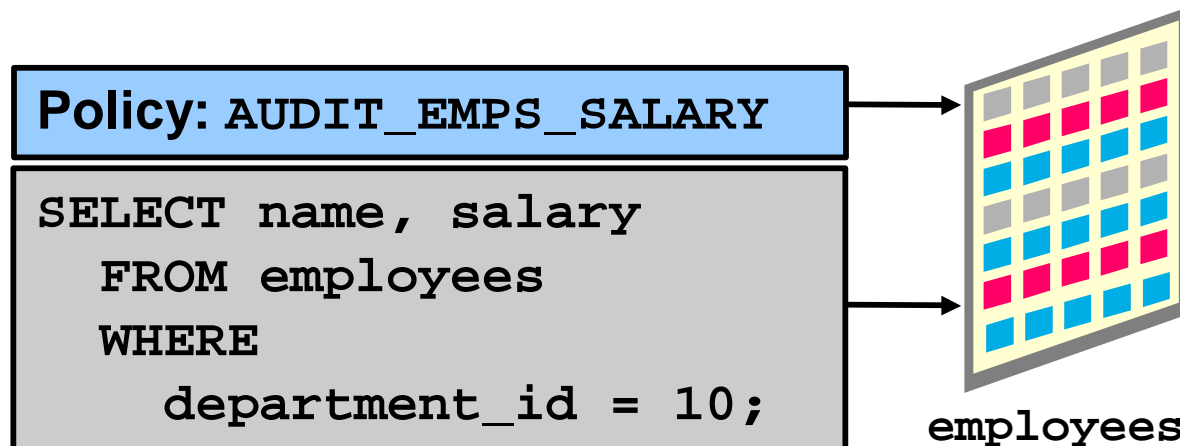 Policy: AUDIT_EMPS_SALARY
SELECT name, salary
FROM employees
WHERE
department_id = 10;
employees